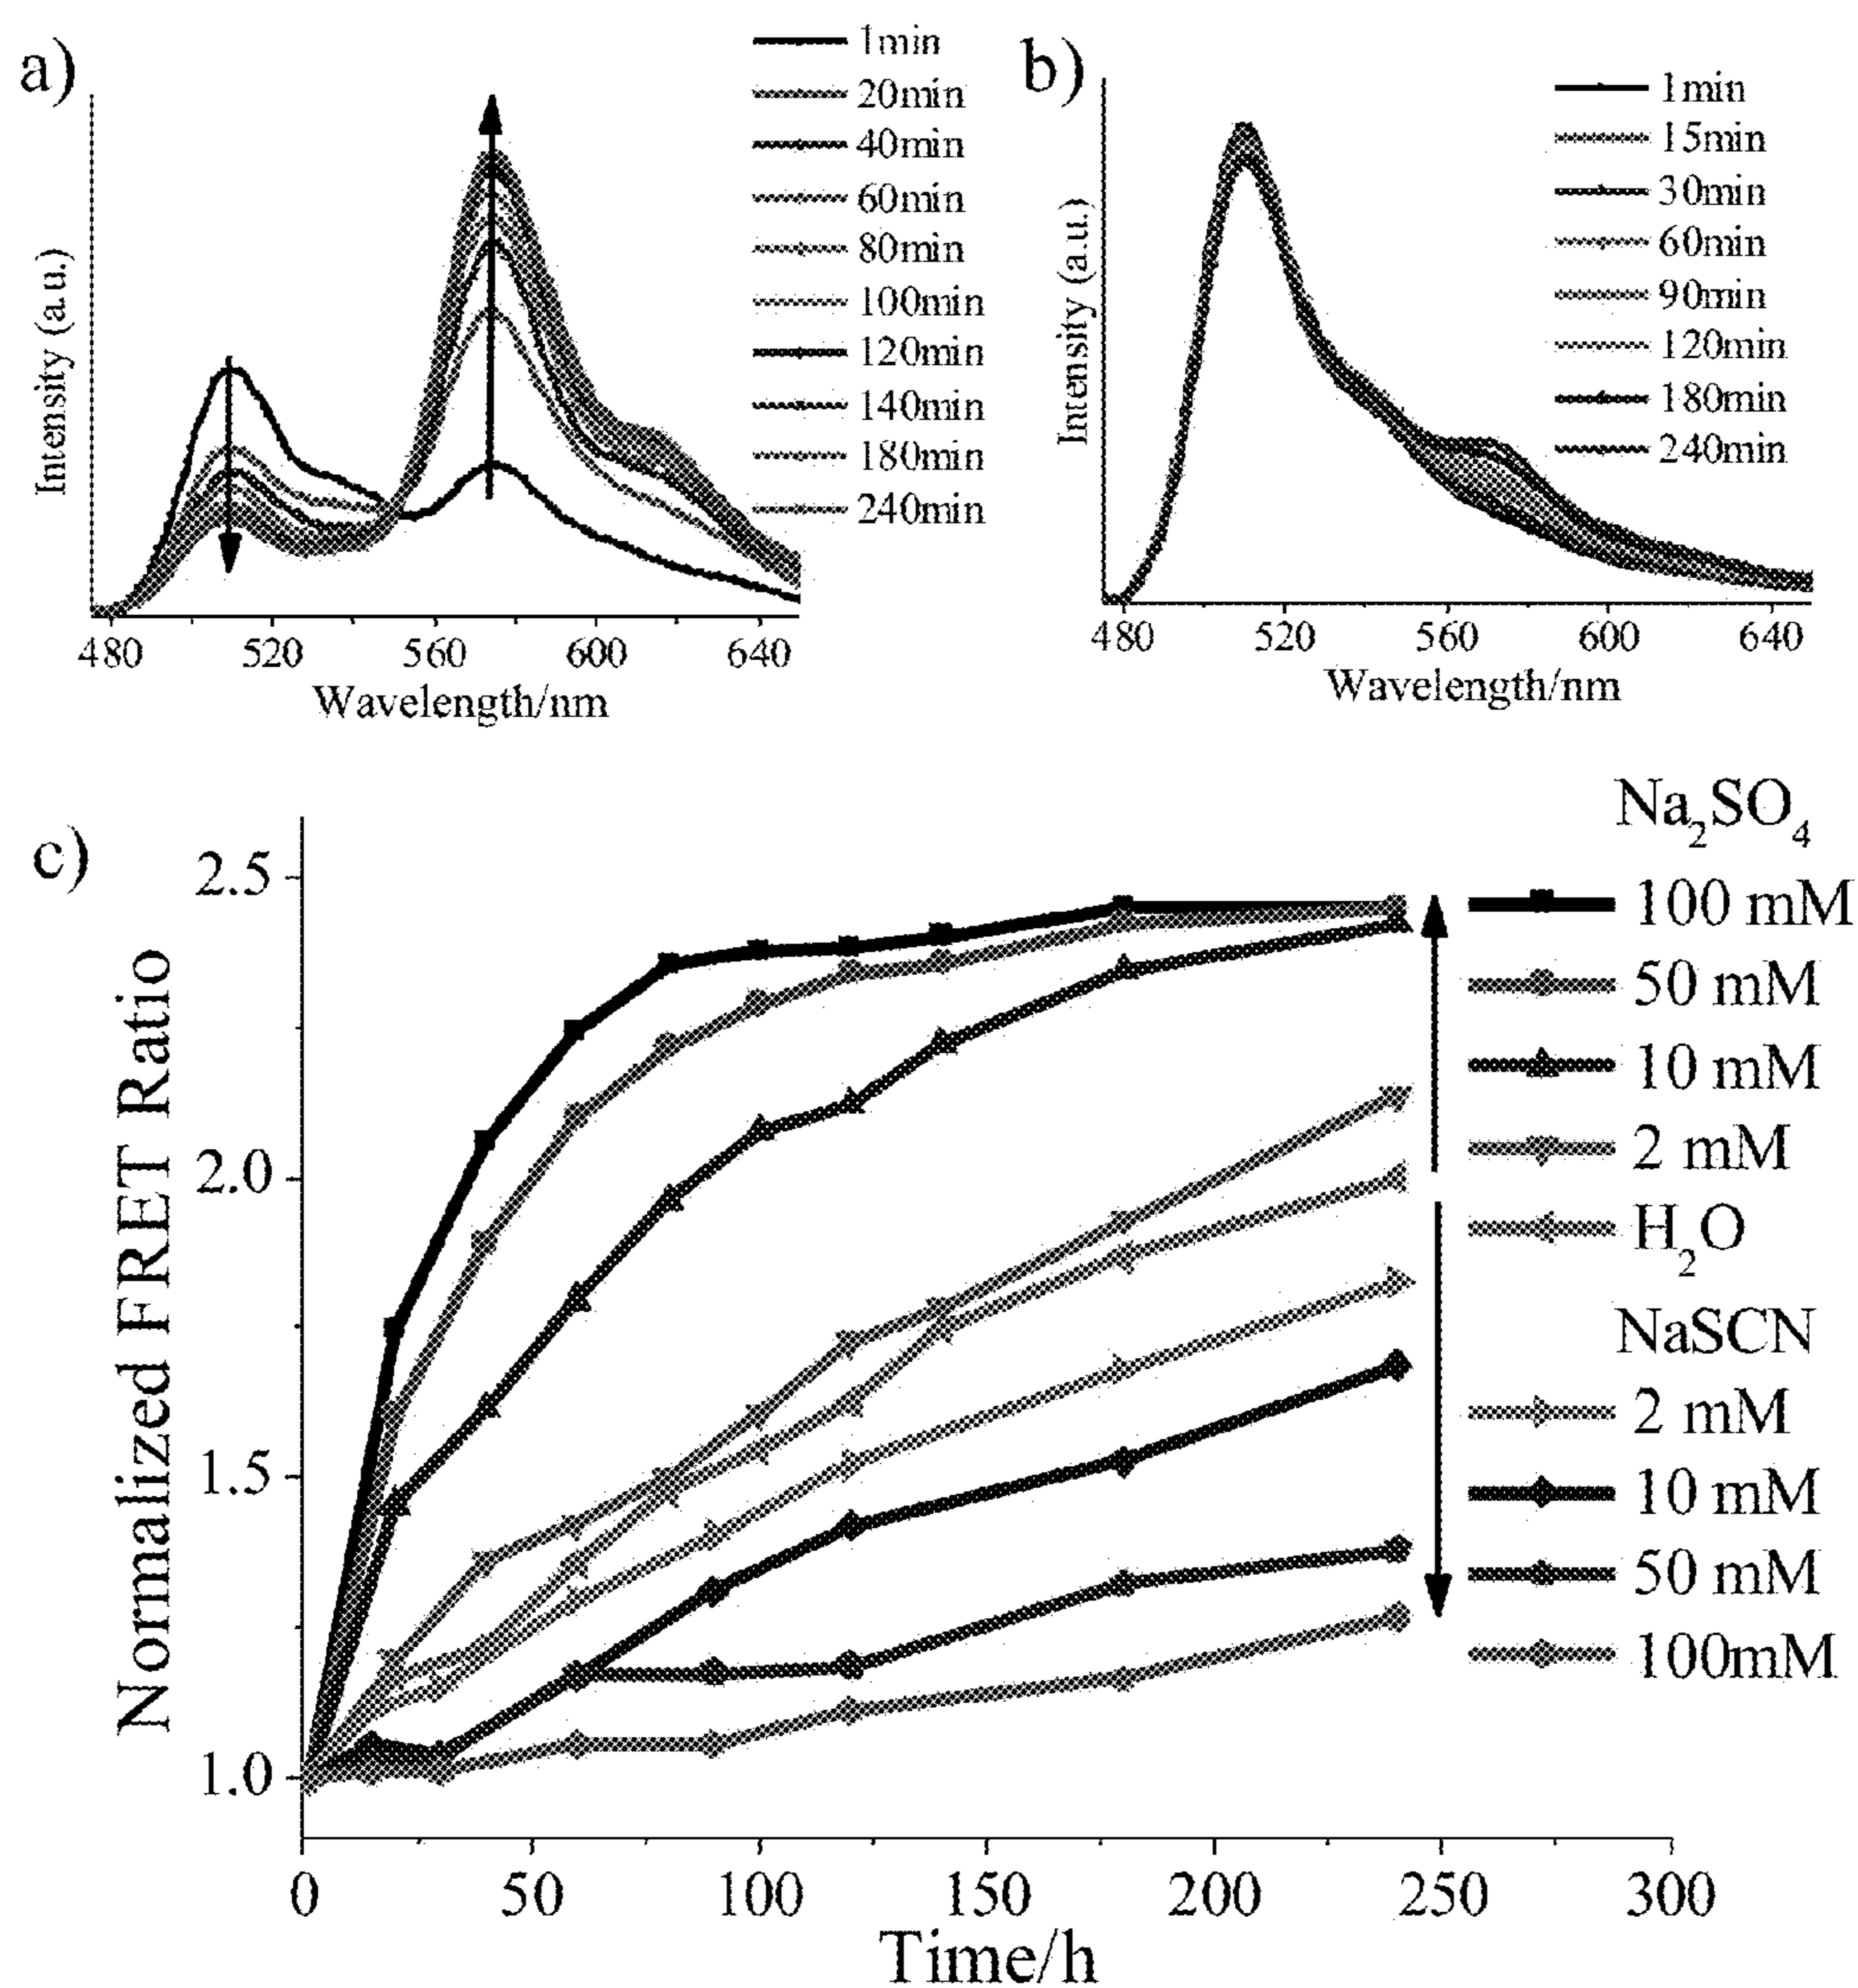 a)
1min
20min
40min
60min
80min
100min
120min
140min
180min
240min
Intensity (a.u.)
480 520 560 600 640
Wavelength/nm
b)
1min
15min
30min
60min
90min
120min
180min
240min
Intensity (a.u.)
480 520 560 600 640
Wavelength/nm
c)
Normalized FRET Ratio
2.5
2.0
1.5
1.0
0 50 100 150 200 250 300
Time/h
Na₂SO₄
100 mM
50 mM
10 mM
2 mM
H₂O
NaSCN
2 mM
10 mM
50 mM
100mM